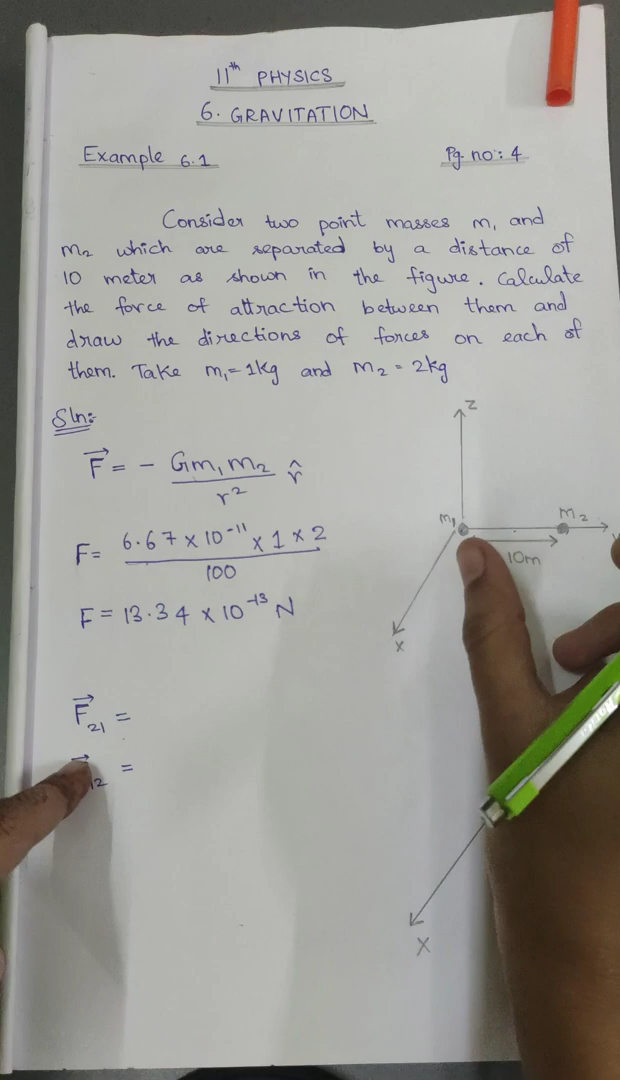 11th PHYSICS
6. GRAVITATION
Example 6.1 Pg no: 4
Consider two point masses m₁ and
m₂ which are separated by a distance of
10 meter as shown in the figure. Calculate
the force of attraction between them and
draw the directions of forces on each of
them. Take m₁ = 1kg and m₂ = 2kg
Sln:
F⃗ = - Gm₁m₂ / r² r̂
F = 6.67 x 10⁻¹¹ x 1 x 2 / 100
F = 13.34 x 10⁻¹³ N
F⃗₂₁ =
₁₂ =
z
m₁
m₂
10m
x
x